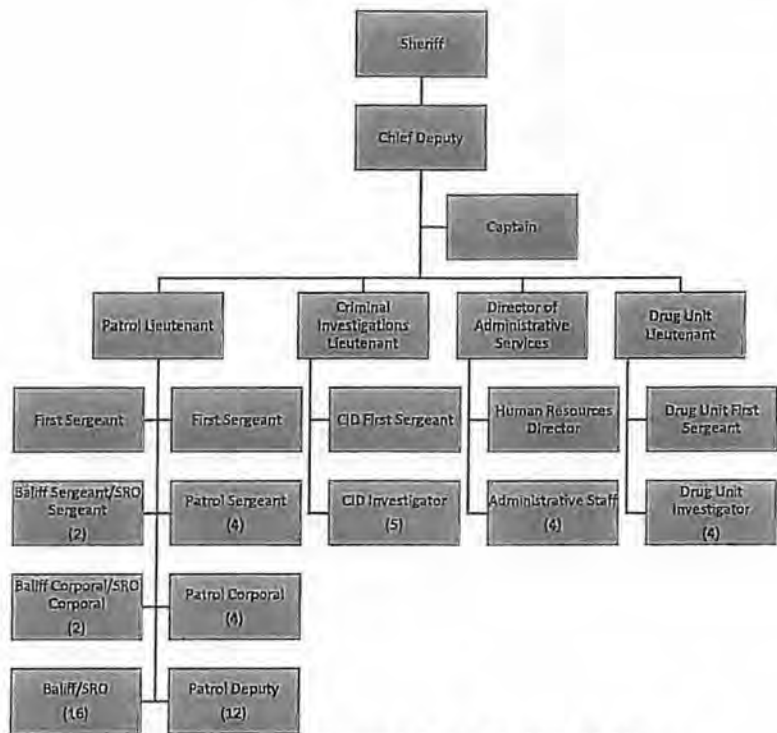 Sheriff
Chief Deputy
Captain
Patrol Lieutenant
Criminal
Investigations
Lieutenant
Director of
Administrative
Services
Drug Unit
Lieutenant
First Sergeant
First Sergeant
CID First Sergeant
Human Resources
Director
Drug Unit First
Sergeant
Baliff Sergeant/SRO
Sergeant
(2)
Patrol Sergeant
(4)
CID Investigator
(5)
Administrative Staff
(4)
Drug Unit
Investigator
(4)
Baliff Corporal/SRO
Corporal
(2)
Patrol Corporal
(4)
Baliff/SRO
(16)
Patrol Deputy
(12)